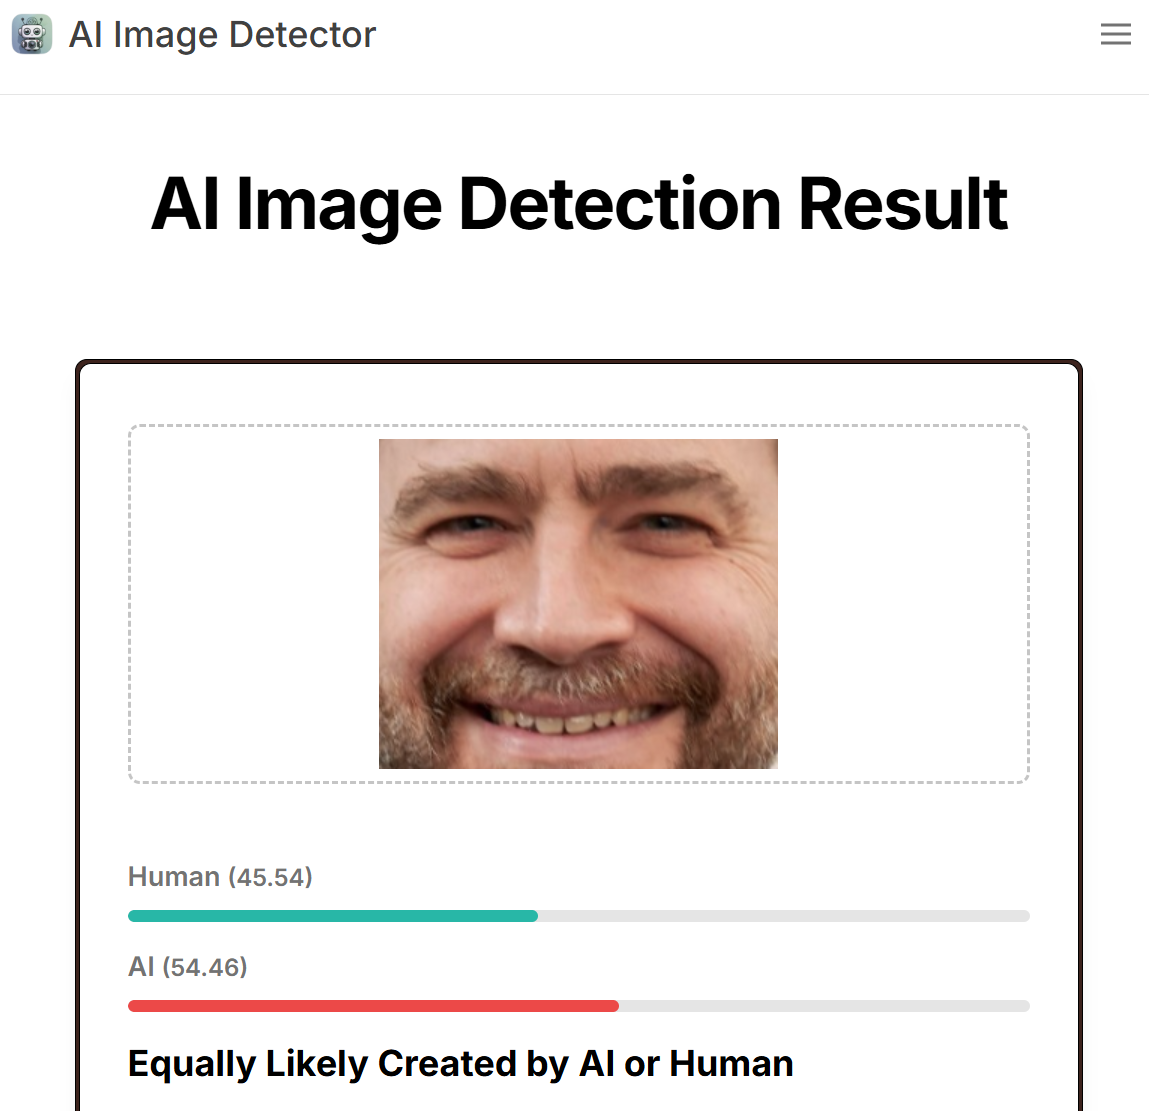 AI Image Detector
AI Image Detection Result
Human (45.54)
AI (54.46)
Equally Likely Created by AI or Human